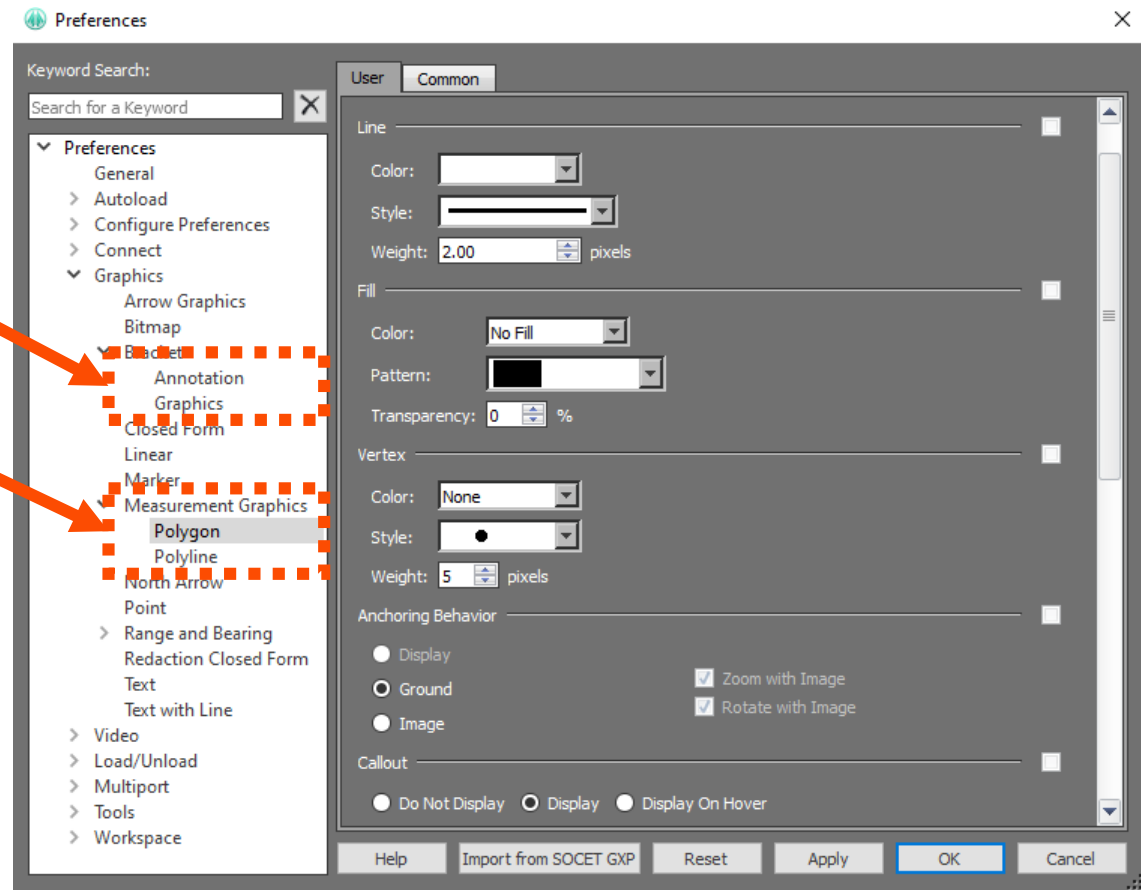 Preferences
Keyword Search:
Search for a Keyword
Preferences
General
Autoload
Configure Preferences
Connect
Graphics
Arrow Graphics
Bitmap
Bracket
Annotation
Graphics
Closed Form
Linear
Marker
Measurement Graphics
Polygon
Polyline
North Arrow
Point
Range and Bearing
Redaction Closed Form
Text
Text with Line
Video
Load/Unload
Multiport
Tools
Workspace
User Common
Line
Color:
Style:
Weight: 2.00 pixels
Fill
Color: No Fill
Pattern:
Transparency: 0 %
Vertex
Color: None
Style:
Weight: 5 pixels
Anchoring Behavior
Display
Zoom with Image
Ground
Rotate with Image
Image
Callout
Do Not Display Display Display On Hover
Help Import from SOCET GXP Reset Apply OK Cancel